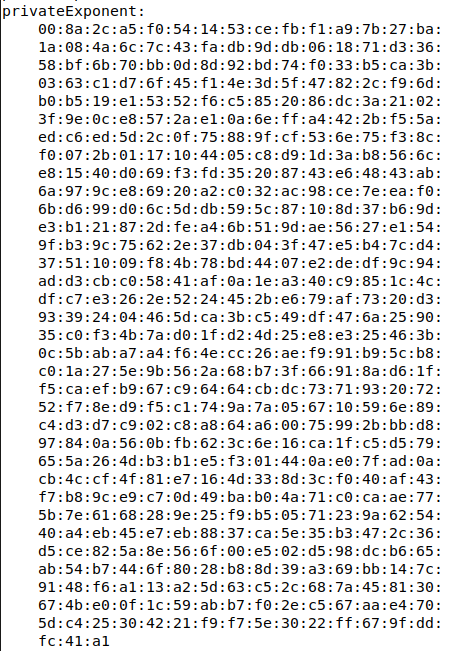 privateExponent:
00:8a:2c:a5:f0:54:14:53:ce:fb:f1:a9:7b:27:ba:
1a:08:4a:6c:7c:43:fa:db:9d:db:06:18:71:d3:36:
58:bf:6b:70:bb:0d:8d:92:bd:74:f0:33:b5:ca:3b:
03:63:c1:d7:6f:45:f1:4e:3d:5f:47:82:2c:f9:6d:
b0:b5:19:e1:53:52:f6:c5:85:20:86:dc:3a:21:02:
3f:9e:0c:e8:57:2a:e1:0a:6e:ff:a4:42:2b:f5:5a:
ed:c6:ed:5d:2c:0f:75:88:9f:cf:53:6e:75:f3:8c:
f0:07:2b:01:17:10:44:05:c8:d9:1d:3a:b8:56:6c:
e8:15:40:d0:69:f3:fd:35:20:87:43:e6:48:43:ab:
6a:97:9c:e8:69:20:a2:c0:32:ac:98:ce:7e:ea:f0:
6b:d6:99:d0:6c:5d:db:59:5c:87:10:8d:37:b6:9d:
e3:b1:21:87:2d:fe:a4:6b:51:9d:ae:56:27:e1:54:
9f:b3:9c:75:62:2e:37:db:04:3f:47:e5:b4:7c:d4:
37:51:10:09:f8:4b:78:bd:44:07:e2:de:df:9c:94:
ad:d3:cb:c0:58:41:af:0a:1e:a3:40:c9:85:1c:4c:
df:c7:e3:26:2e:52:24:45:2b:e6:79:af:73:20:d3:
93:39:24:04:46:5d:ca:3b:c5:49:df:47:6a:25:90:
35:c0:f3:4b:7a:d0:1f:d2:4d:25:e8:e3:25:46:3b:
0c:5b:ab:a7:a4:f6:4e:cc:26:ae:f9:91:b9:5c:b8:
c0:1a:27:5e:9b:56:2a:68:b7:3f:66:91:8a:d6:1f:
f5:ca:ef:b9:67:c9:64:64:cb:dc:73:71:93:20:72:
52:f7:8e:d9:f5:c1:74:9a:7a:05:67:10:59:6e:89:
c4:d3:d7:c9:02:c8:a8:64:a6:00:75:99:2b:bb:d8:
97:84:0a:56:0b:fb:62:3c:6e:16:ca:1f:c5:d5:79:
65:5a:26:4d:b3:b1:e5:f3:01:44:0a:e0:7f:ad:0a:
cb:4c:cf:4f:81:e7:16:4d:33:8d:3c:f0:40:af:43:
f7:b8:9c:e9:c7:0d:49:ba:b0:4a:71:c0:ca:ae:77:
5b:7e:61:68:28:9e:25:f9:b5:05:71:23:9a:62:54:
40:a4:eb:45:e7:eb:88:37:ca:5e:35:b3:47:2c:36:
d5:ce:82:5a:8e:56:6f:00:e5:02:d5:98:dc:b6:65:
ab:54:b7:44:6f:80:28:b8:8d:39:a3:69:bb:14:7c:
91:48:f6:a1:13:a2:5d:63:c5:2c:68:7a:45:81:30:
67:4b:e0:0f:1c:59:ab:b7:f0:2e:c5:67:aa:e4:70:
5d:c4:25:30:42:21:f9:f7:5e:30:22:ff:67:9f:dd:
fc:41:a1